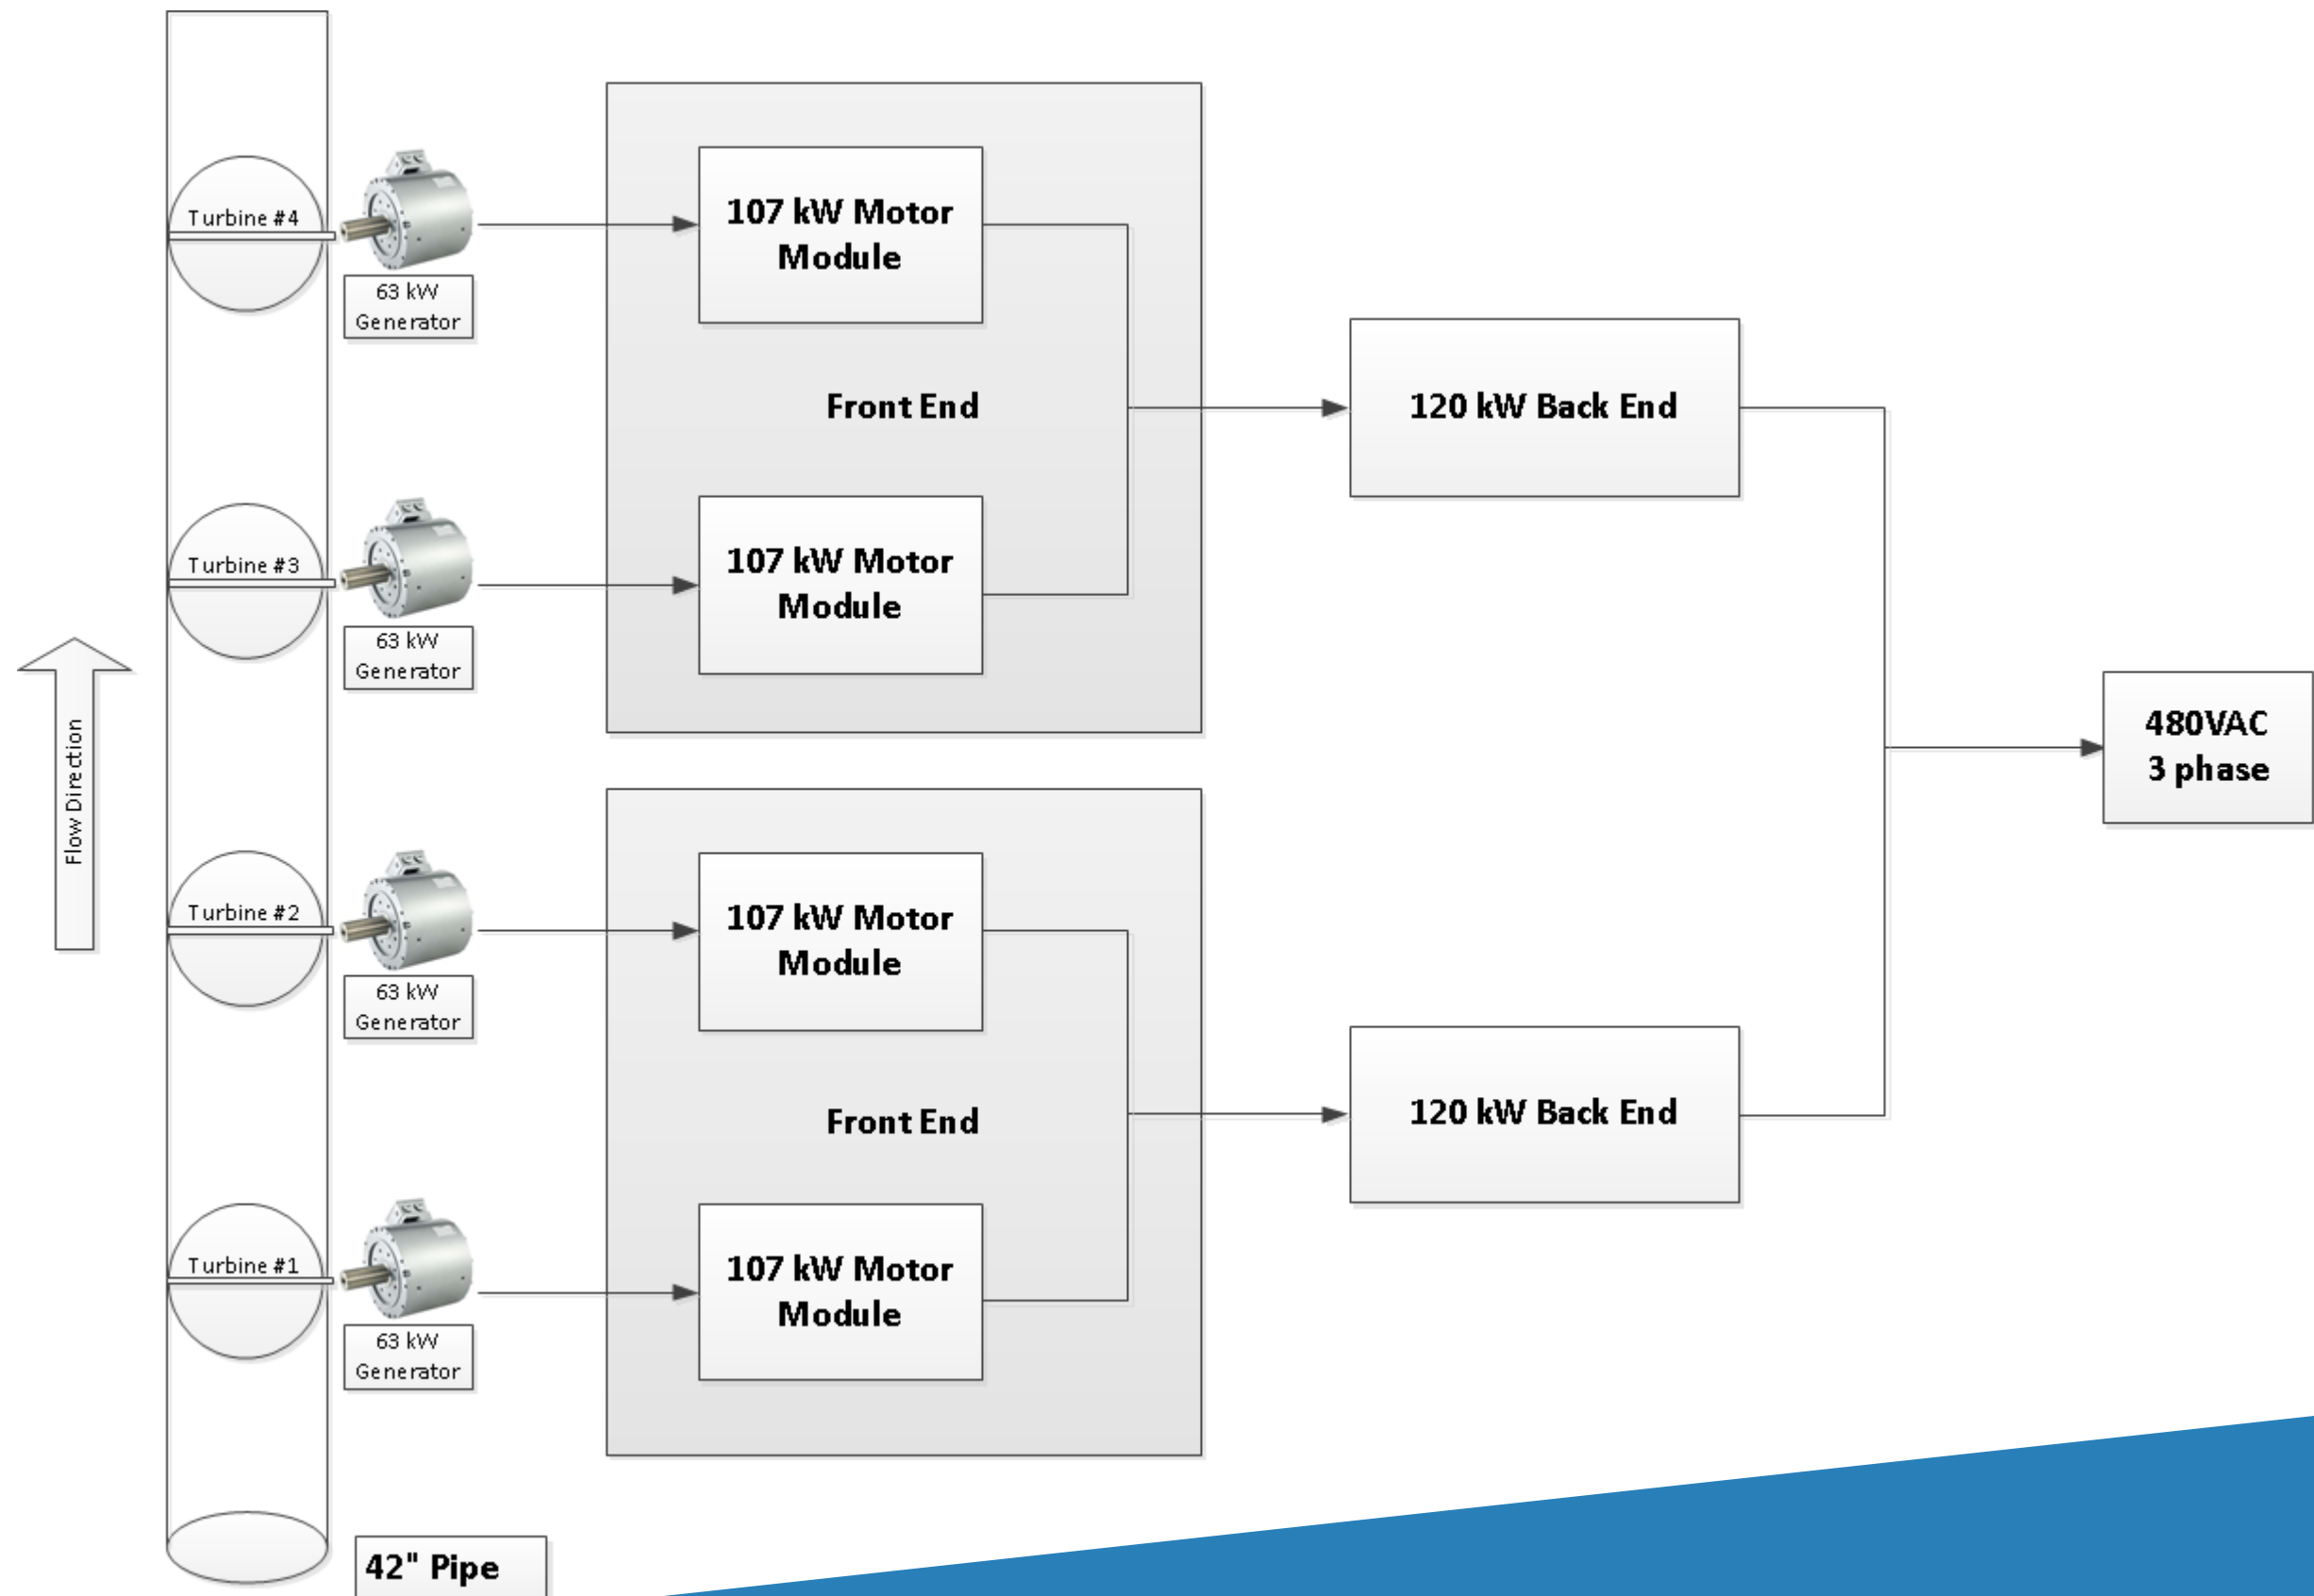 Turbine #4
63 kW
Generator
107 kW Motor
Module
Front End
120 kW Back End
Turbine #3
63 kW
Generator
107 kW Motor
Module
Flow Direction
480VAC
3 phase
Turbine #2
63 kW
Generator
107 kW Motor
Module
Front End
120 kW Back End
Turbine #1
63 kW
Generator
107 kW Motor
Module
42" Pipe